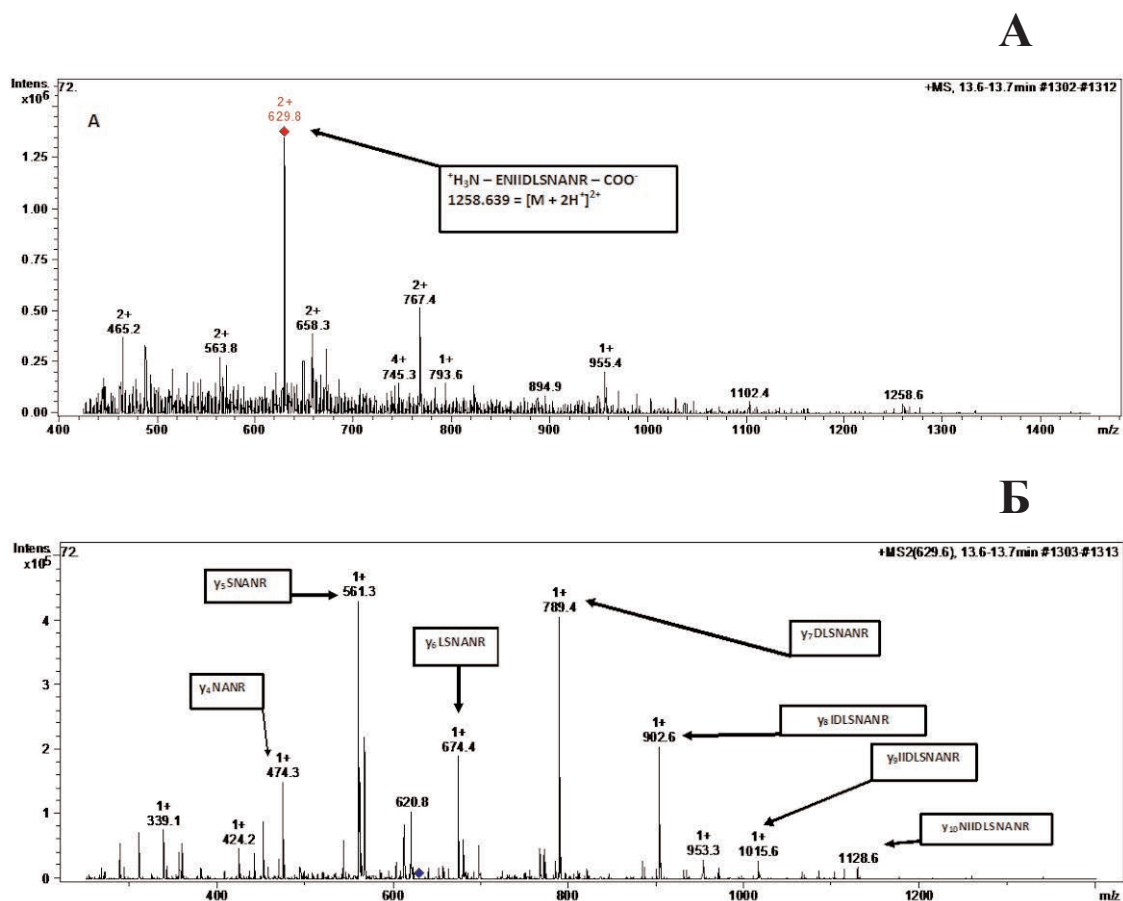 А
Intens. 72.
x10⁶
+MS, 13.6-13.7min #1302-#1312
A
2+
629.8
⁺H₃N – ENIIDLSNANR – COO⁻
1258.639 = [M + 2H⁺]²⁺
1.25
1.00
0.75
0.50
0.25
0.00
2+
465.2
2+
563.8
2+
658.3
4+
745.3
2+
767.4
1+
793.6
894.9
1+
955.4
1102.4
1258.6
400 500 600 700 800 900 1000 1100 1200 1300 1400 m/z
Б
Intens. 72.
x10⁵
+MS2(629.6), 13.6-13.7min #1303-#1313
4
3
2
1
0
y₅SNANR
1+
561.3
1+
789.4
y₇DLSNANR
y₆LSNANR
y₄NANR
1+
674.4
y₈IDLSNANR
1+
902.6
y₉IIDLSNANR
1+
474.3
y₁₀NIIDLSNANR
1+
339.1
1+
424.2
620.8
1+
953.3
1+
1015.6
1128.6
400 600 800 1000 1200 m/z